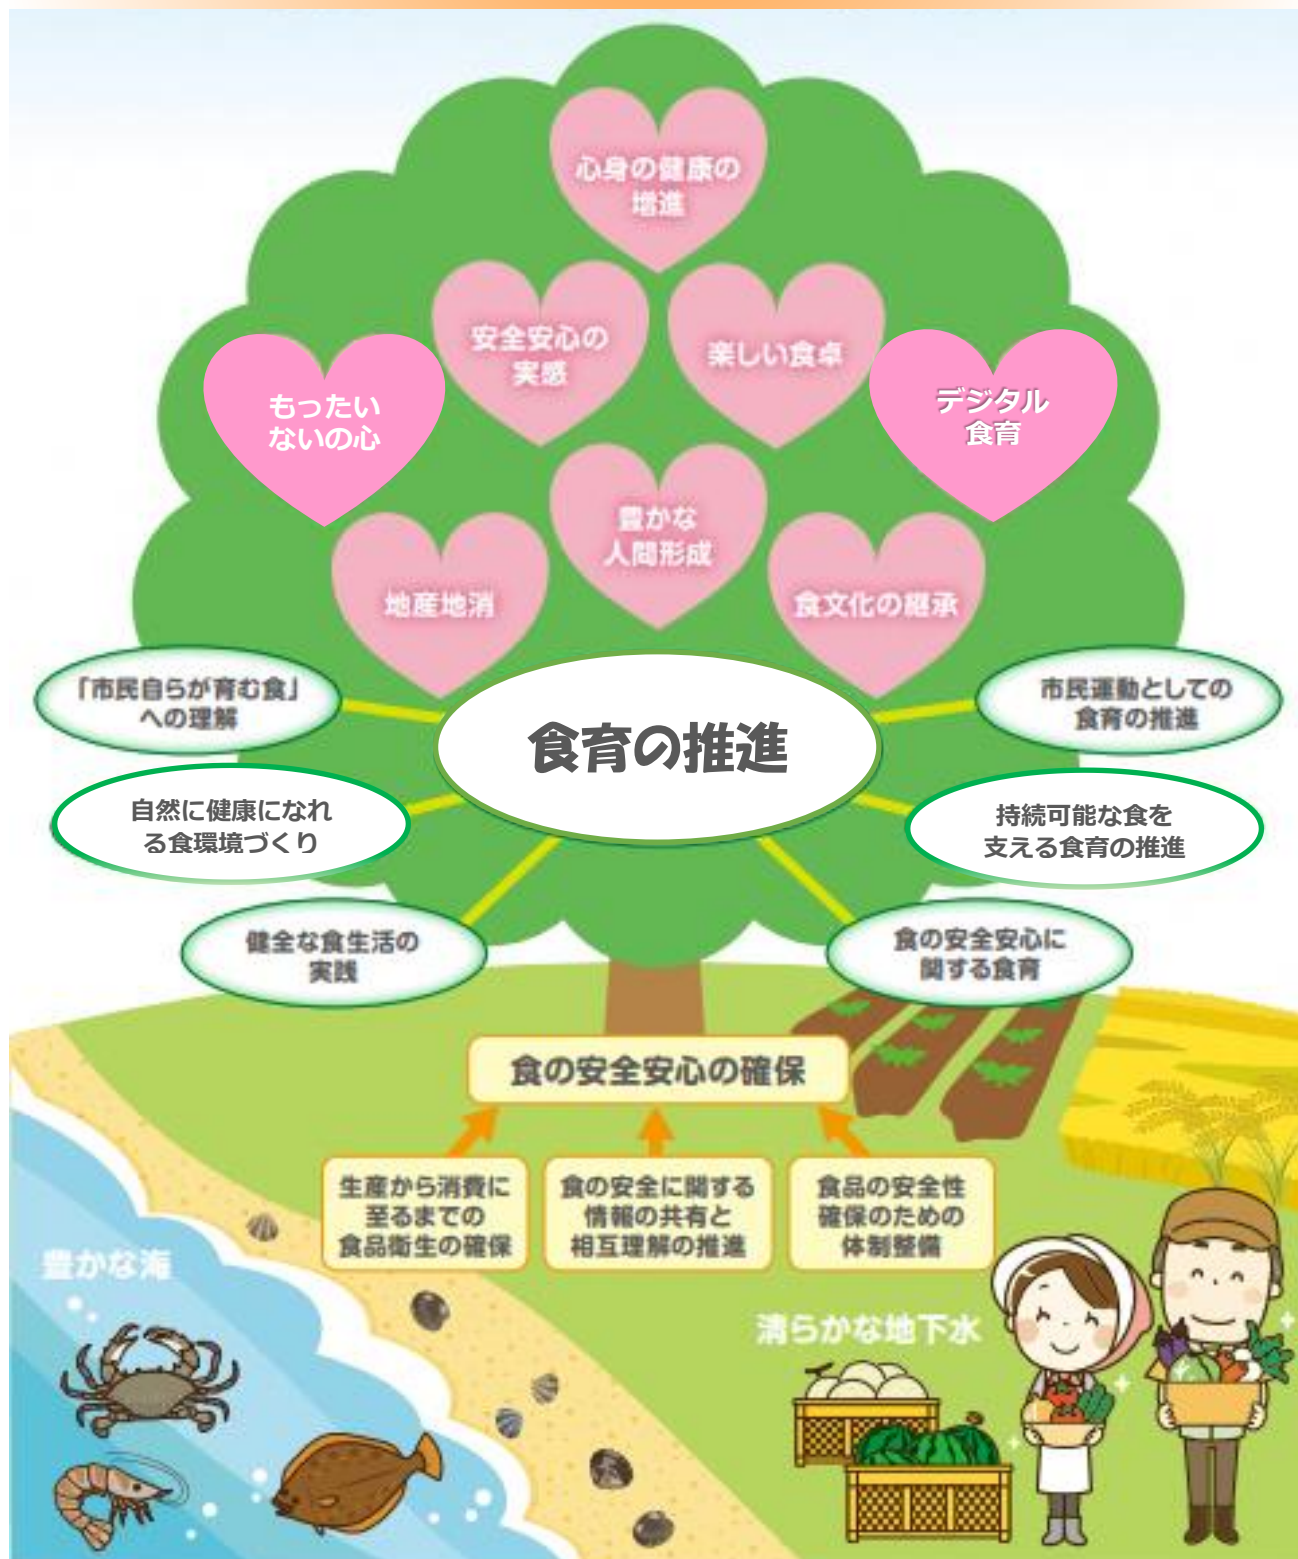 心身の健康の
増進
安全安心の
実感
楽しい食卓
もったい
ないの心
デジタル
食育
豊かな
人間形成
地産地消
食文化の継承
「市民自らが育む食」
への理解
市民運動としての
食育の推進
食育の推進
自然に健康になれ
る食環境づくり
持続可能な食を
支える食育の推進
健全な食生活の
実践
食の安全安心に
関する食育
食の安全安心の確保
生産から消費に
至るまでの
食品衛生の確保
食の安全に関する
情報の共有と
相互理解の推進
食品の安全性
確保のための
体制整備
豊かな海
清らかな地下水